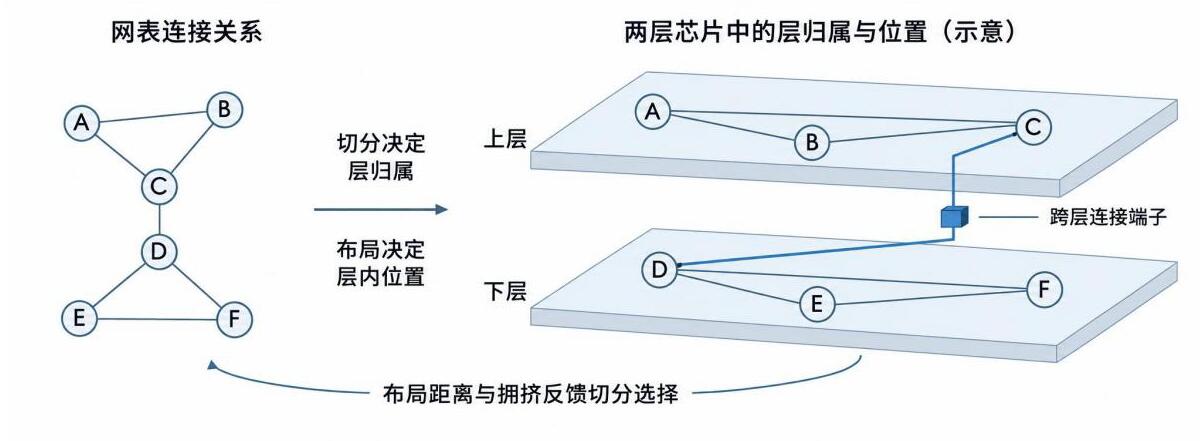 网表连接关系
两层芯片中的层归属与位置（示意）
A
B
C
D
E
F
切分决定
层归属
布局决定
层内位置
上层
A
B
C
跨层连接端子
下层
D
E
F
布局距离与拥挤反馈切分选择